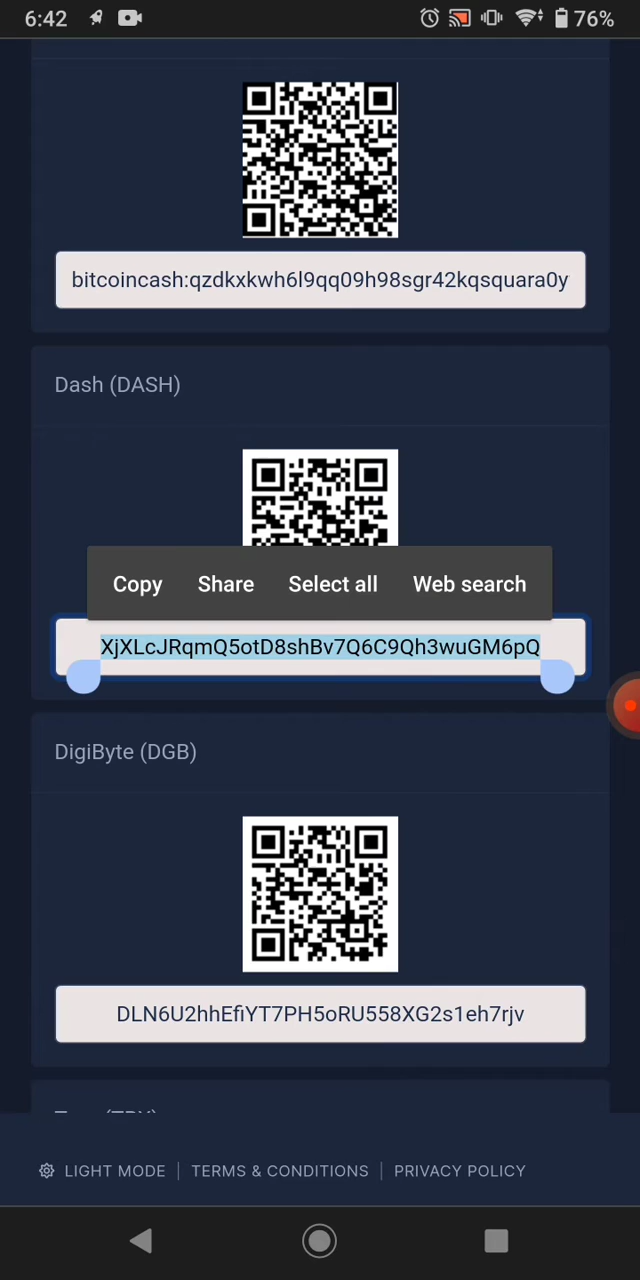 6:42
76%
bitcoincash:qzdkxkwh6l9qq09h98sgr42kqsquara0y
Dash (DASH)
Copy Share Select all Web search
XjXLcJRqmQ5otD8shBv7Q6C9Qh3wuGM6pQ
DigiByte (DGB)
DLN6U2hhEfiYT7PH5oRU558XG2s1eh7rjv
LIGHT MODE | TERMS & CONDITIONS | PRIVACY POLICY